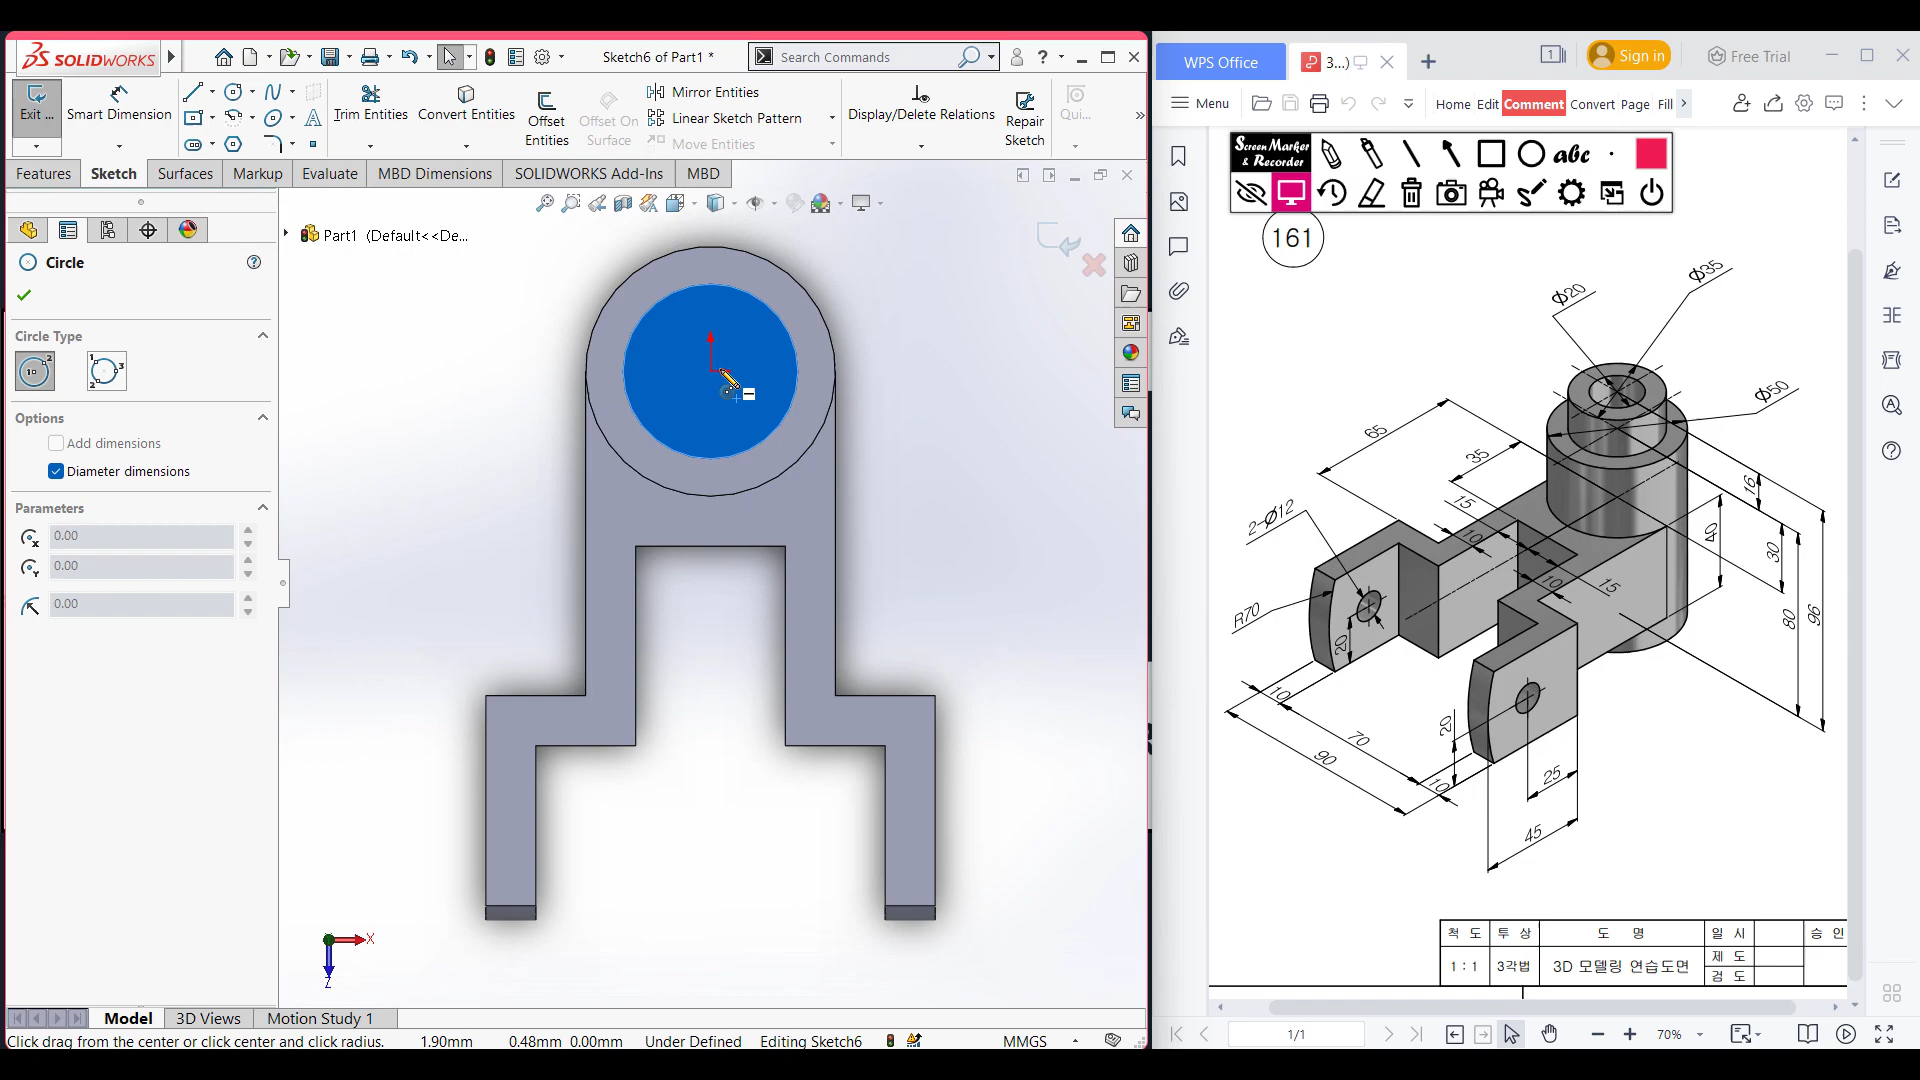 SOLIDWORKS
Sketch6 of Part1 *
Search Commands
?
Exit ...
Smart Dimension
Trim Entities
Convert Entities
Offset Entities
Offset On Surface
Mirror Entities
Linear Sketch Pattern
Move Entities
Display/Delete Relations
Repair Sketch
Qui...
Features
Sketch
Surfaces
Markup
Evaluate
MBD Dimensions
SOLIDWORKS Add-Ins
MBD
Part1 (Default<<De...
Circle
Circle Type
Options
Add dimensions
Diameter dimensions
Parameters
0.00
0.00
0.00
X
Z
Model
3D Views
Motion Study 1
Click drag from the center or click center and click radius.
1.90mm
0.48mm 0.00mm
Under Defined
Editing Sketch6
MMGS
WPS Office
3...)
Sign in
Free Trial
Menu
Home
Edit
Comment
Convert
Page
Fill
Screen Marker & Recorder
abc
161
Φ35
Φ20
Φ50
65
35
15
10
2-Φ12
R70
20
16
40
30
80
96
10
15
10
70
90
20
10
25
45
척 도
투 상
도 명
일 시
승 인
1 : 1
3각법
3D 모델링 연습도면
제 도
검 도
1/1
70%